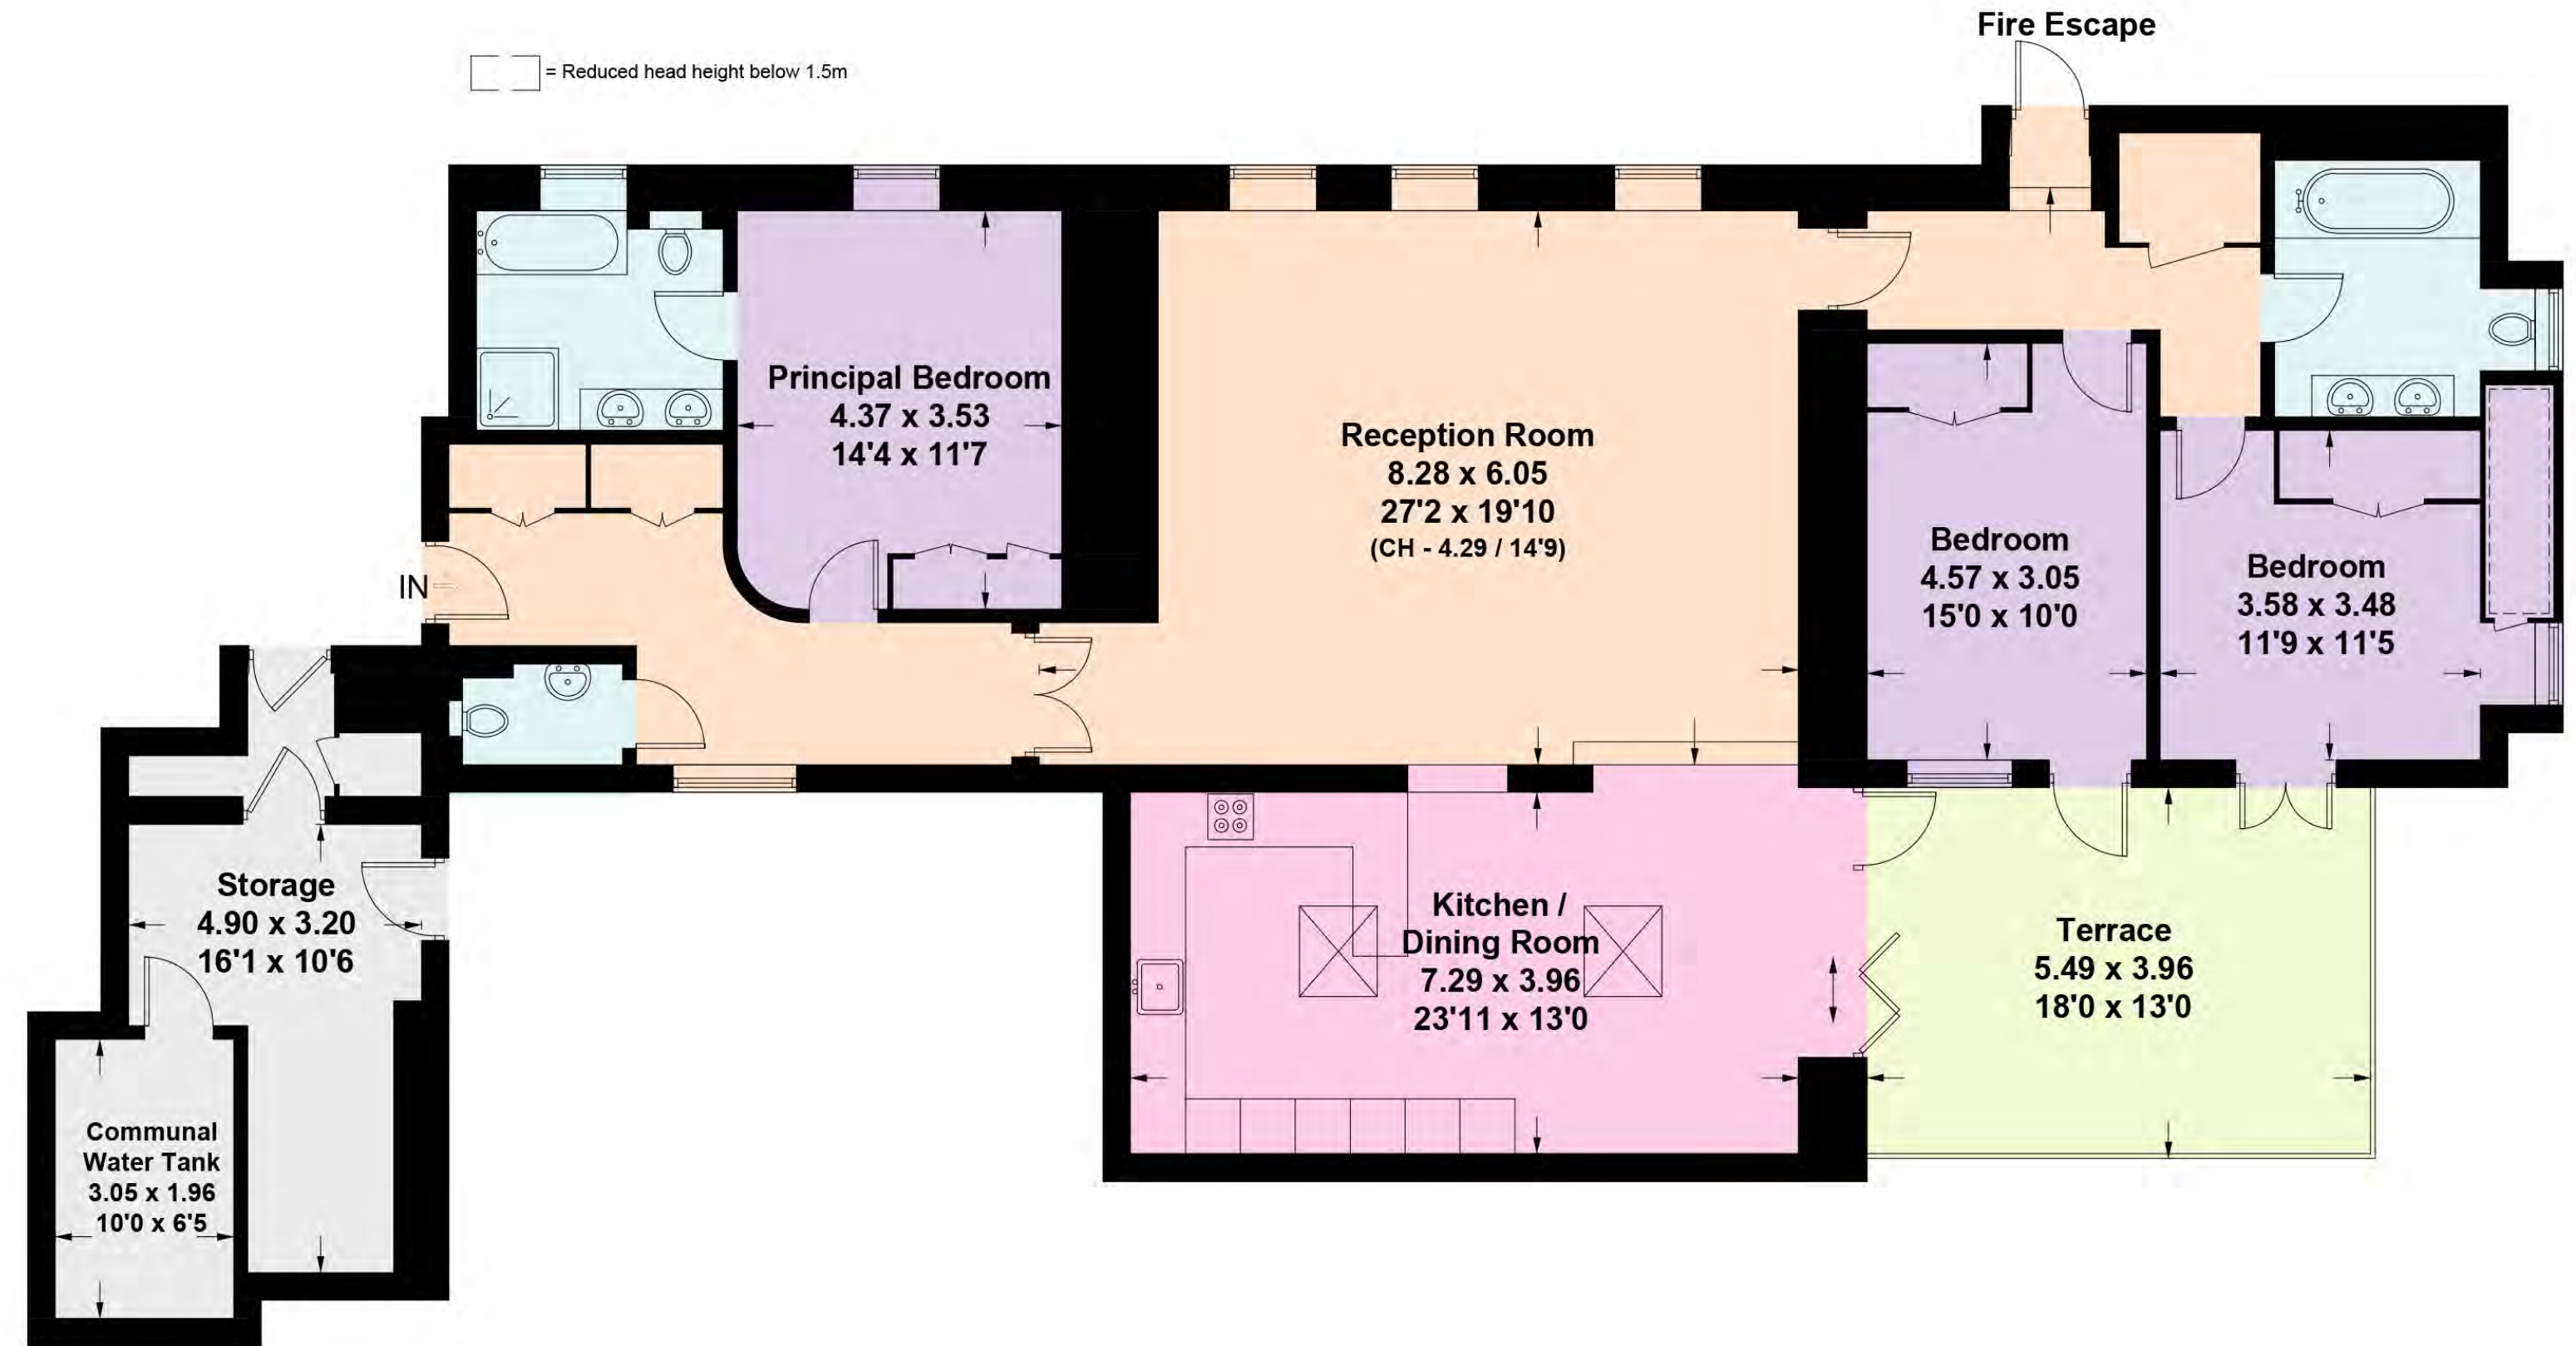 Fire Escape
= Reduced head height below 1.5m
Principal Bedroom
4.37 x 3.53
14'4 x 11'7
Reception Room
8.28 x 6.05
27'2 x 19'10
(CH - 4.29 / 14'9)
Bedroom
4.57 x 3.05
15'0 x 10'0
Bedroom
3.58 x 3.48
11'9 x 11'5
IN
Storage
4.90 x 3.20
16'1 x 10'6
Kitchen /
Dining Room
7.29 x 3.96
23'11 x 13'0
Terrace
5.49 x 3.96
18'0 x 13'0
Communal
Water Tank
3.05 x 1.96
10'0 x 6'5